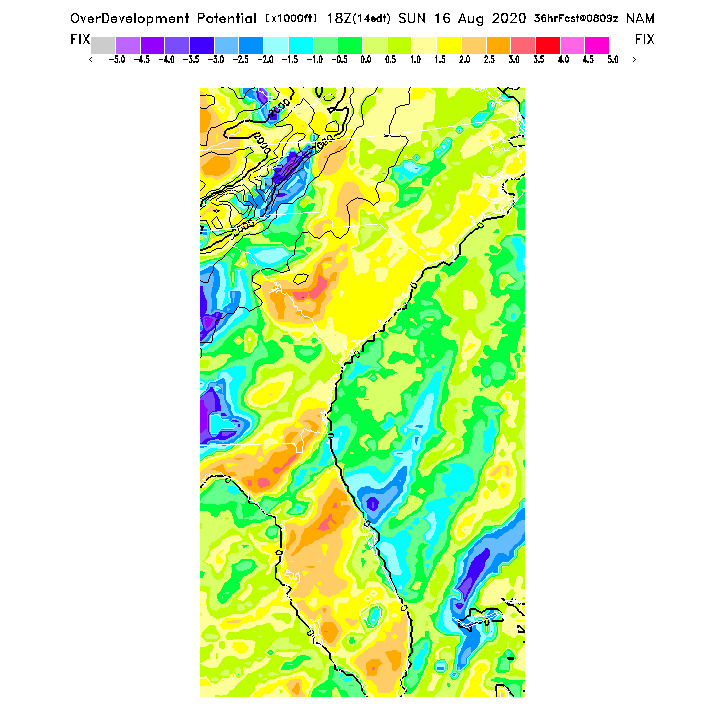 OverDevelopment Potential [x1000ft] 18Z(14edt) SUN 16 Aug 2020 36hrFcst@0809z NAM
FIX FIX
< -5.0 -4.5 -4.0 -3.5 -3.0 -2.5 -2.0 -1.5 -1.0 -0.5 0.0 0.5 1.0 1.5 2.0 2.5 3.0 3.5 4.0 4.5 5.0 >
2000